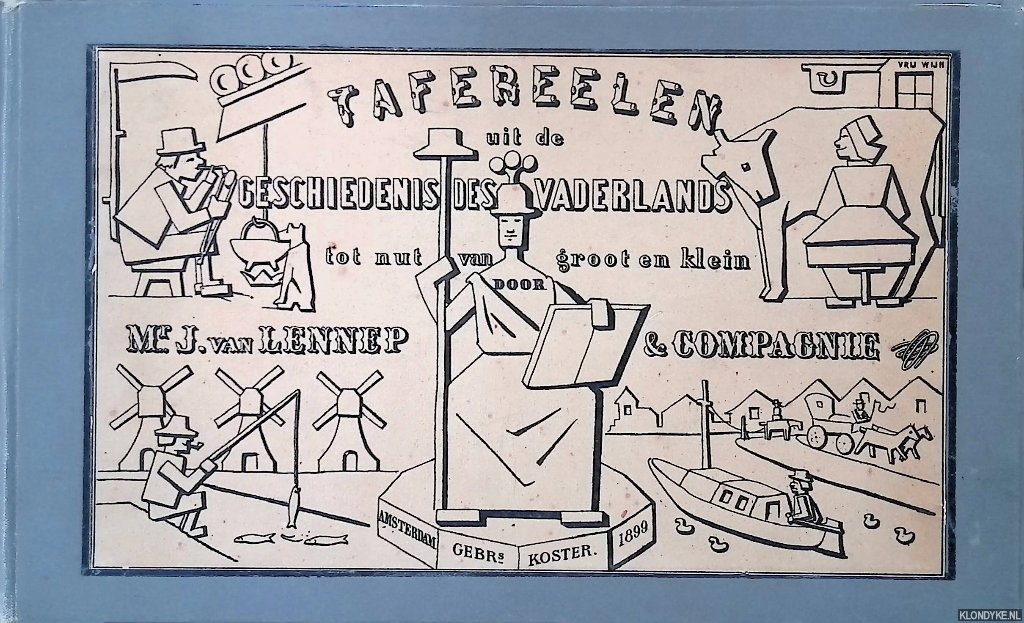 VRIJ WIJN
TAFEREELEN
uit de
GESCHIEDENIS DES VADERLANDS
tot nut van groot en klein
DOOR
Mr. J. VAN LENNEP & COMPAGNIE
AMSTERDAM GEBRs KOSTER. 1899
KLONDYKE.NL